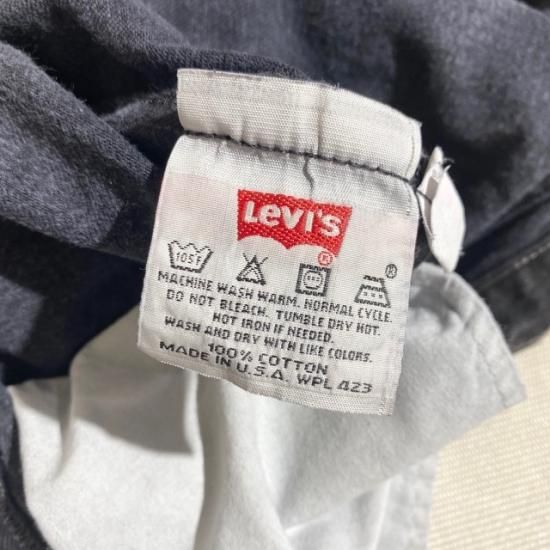 Levi's
®
105F
®
MACHINE WASH WARM. NORMAL CYCLE.
DO NOT BLEACH. TUMBLE DRY HOT.
HOT IRON IF NEEDED.
WASH AND DRY WITH LIKE COLORS.
100% COTTON
MADE IN U.S.A. WPL 423